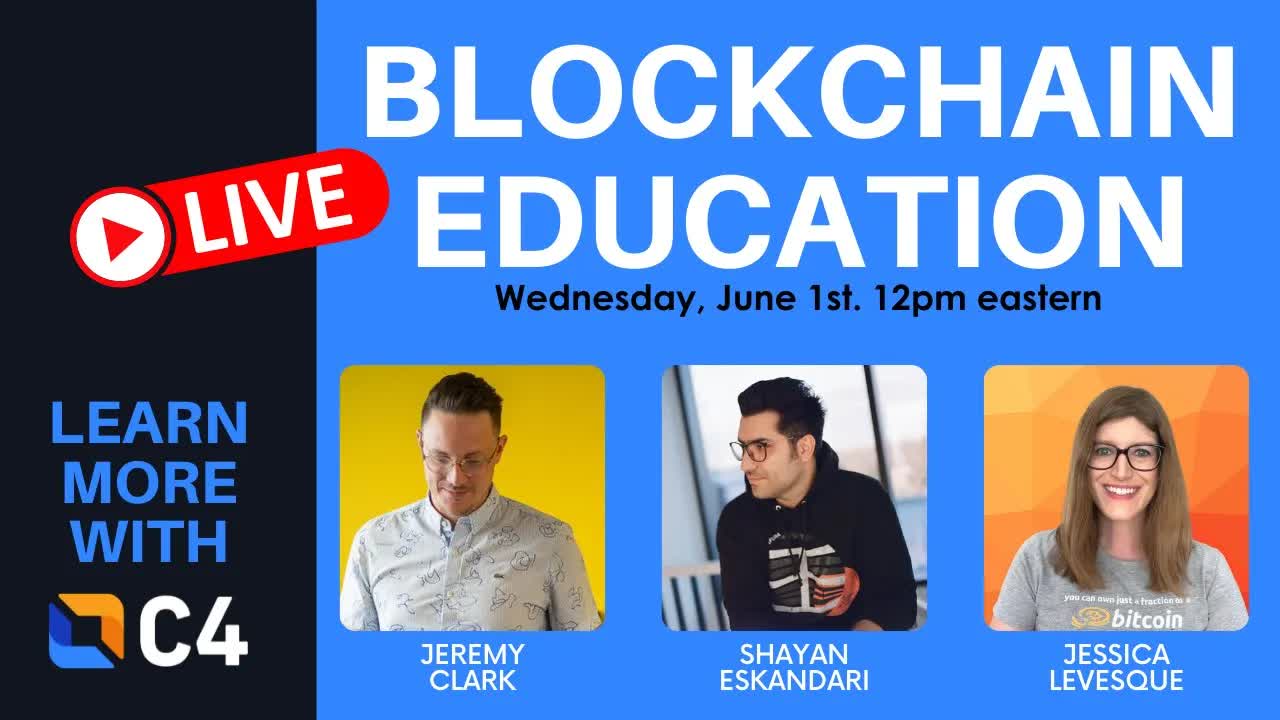 BLOCKCHAIN
EDUCATION
Wednesday, June 1st. 12pm eastern
LIVE
LEARN
MORE
WITH
C4
you can own just a fraction of a
bitcoin
JEREMY
CLARK
SHAYAN
ESKANDARI
JESSICA
LEVESQUE